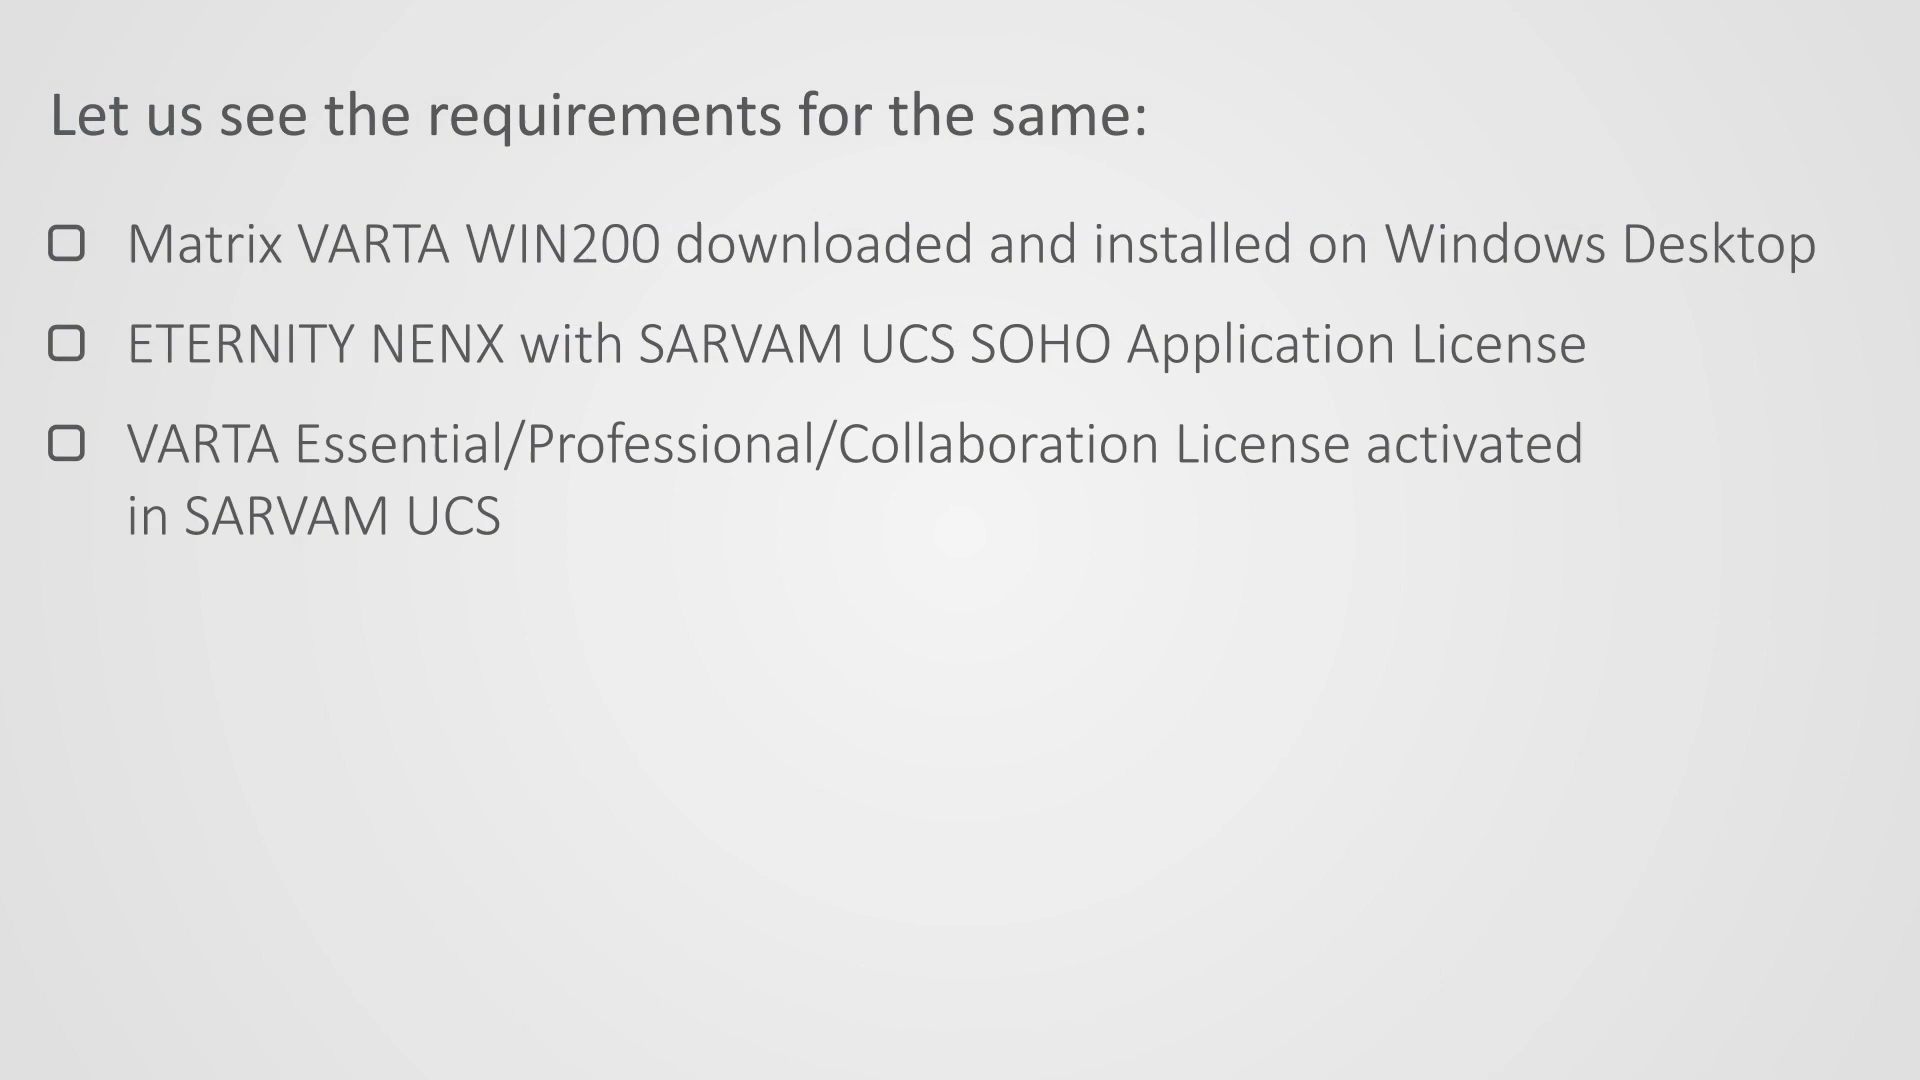 Let us see the requirements for the same:
Matrix VARTA WIN200 downloaded and installed on Windows Desktop
ETERNITY NENX with SARVAM UCS SOHO Application License
VARTA Essential/Professional/Collaboration License activated
in SARVAM UCS